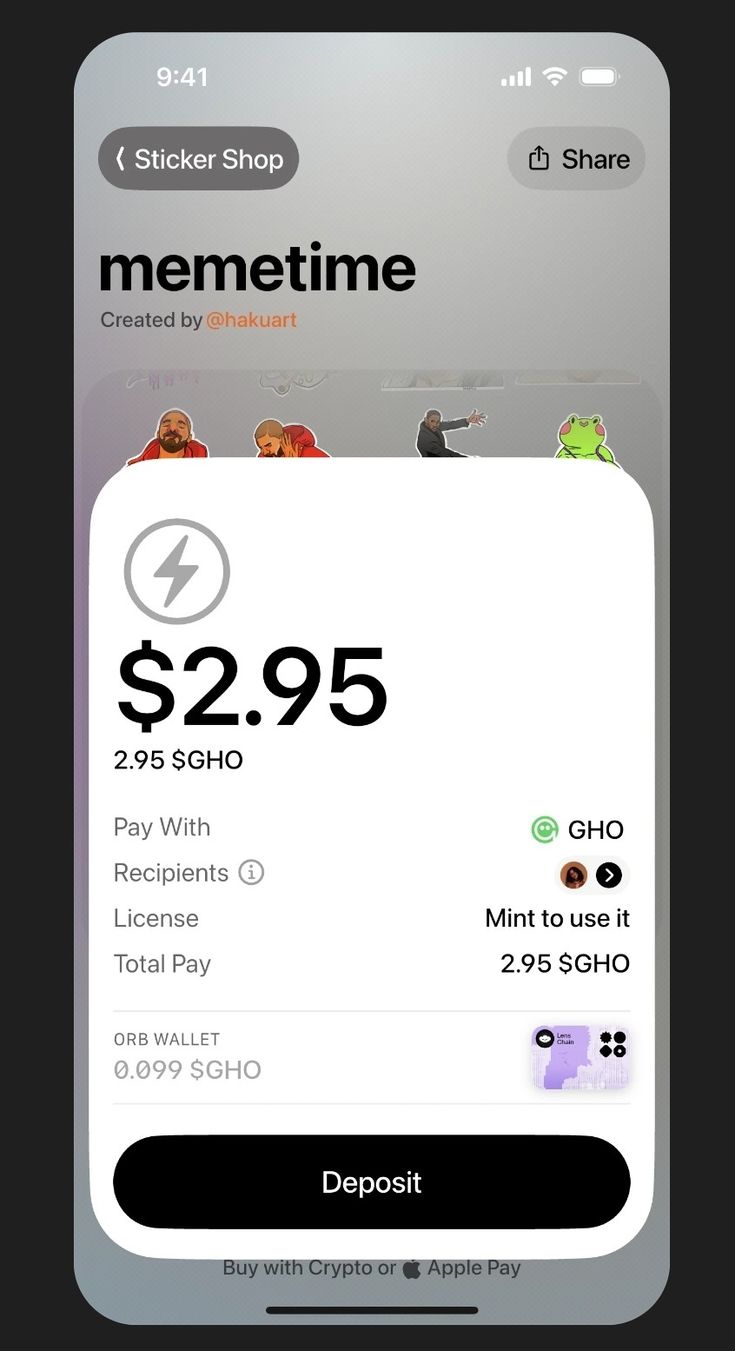 9:41
Sticker Shop
Share
memetime
Created by @hakuart
$2.95
2.95 $GHO
Pay With
GHO
Recipients
License
Mint to use it
Total Pay
2.95 $GHO
ORB WALLET
0.099 $GHO
Lens
Chain
Deposit
Buy with Crypto or Apple Pay